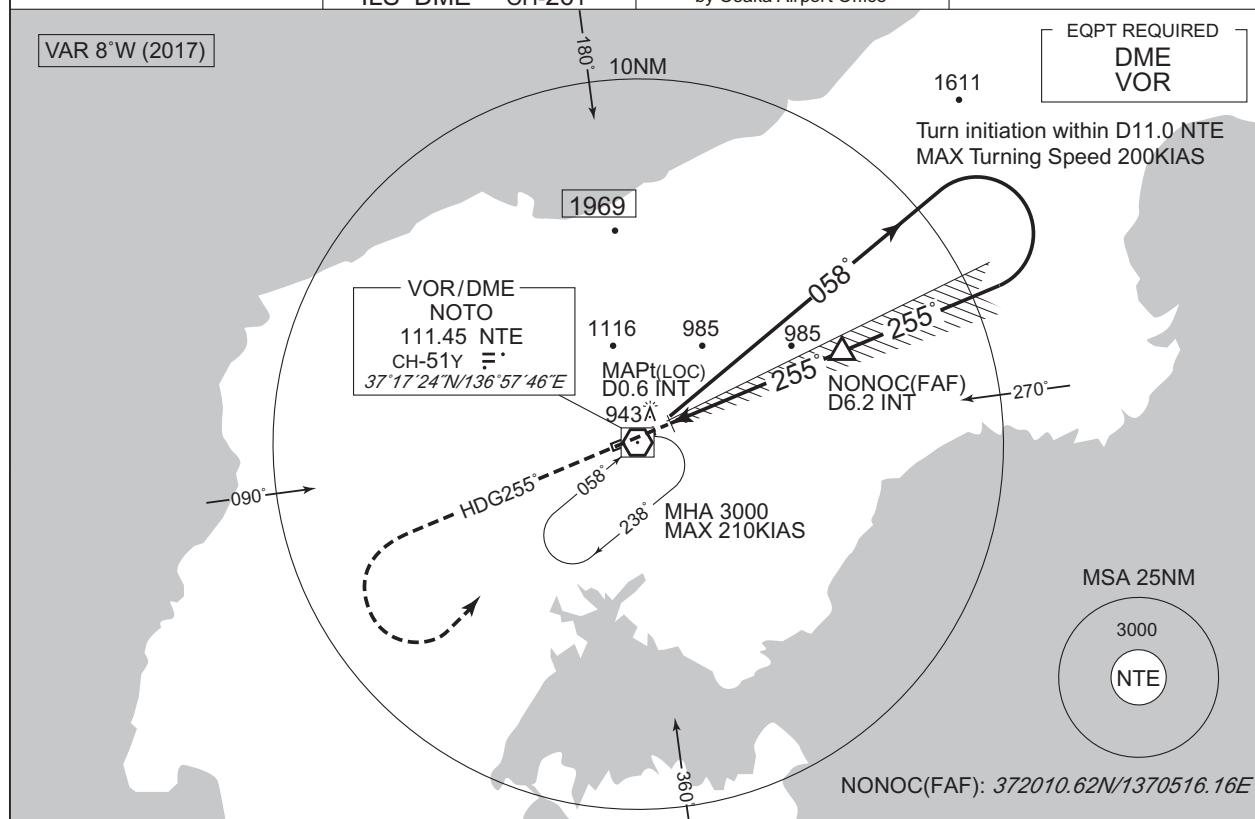 ILS-DME CH-
by Osaka Airport Office
VAR 8°W (2017)
180°
10NM
EQPT REQUIRED
DME
VOR
1611
Turn initiation within D11.0 NTE
MAX Turning Speed 200KIAS
1969
058°
VOR/DME
NOTO
111.45 NTE
CH-51Y
37°17′24″N/136°57′46″E
1116
985
985
255°
255°
MAPt(LOC)
D0.6 INT
NONOC(FAF)
D6.2 INT
270°
943
090°
HDG255°
058°
238°
MHA 3000
MAX 210KIAS
MSA 25NM
3000
NTE
360°
NONOC(FAF): 372010.62N/1370516.16E